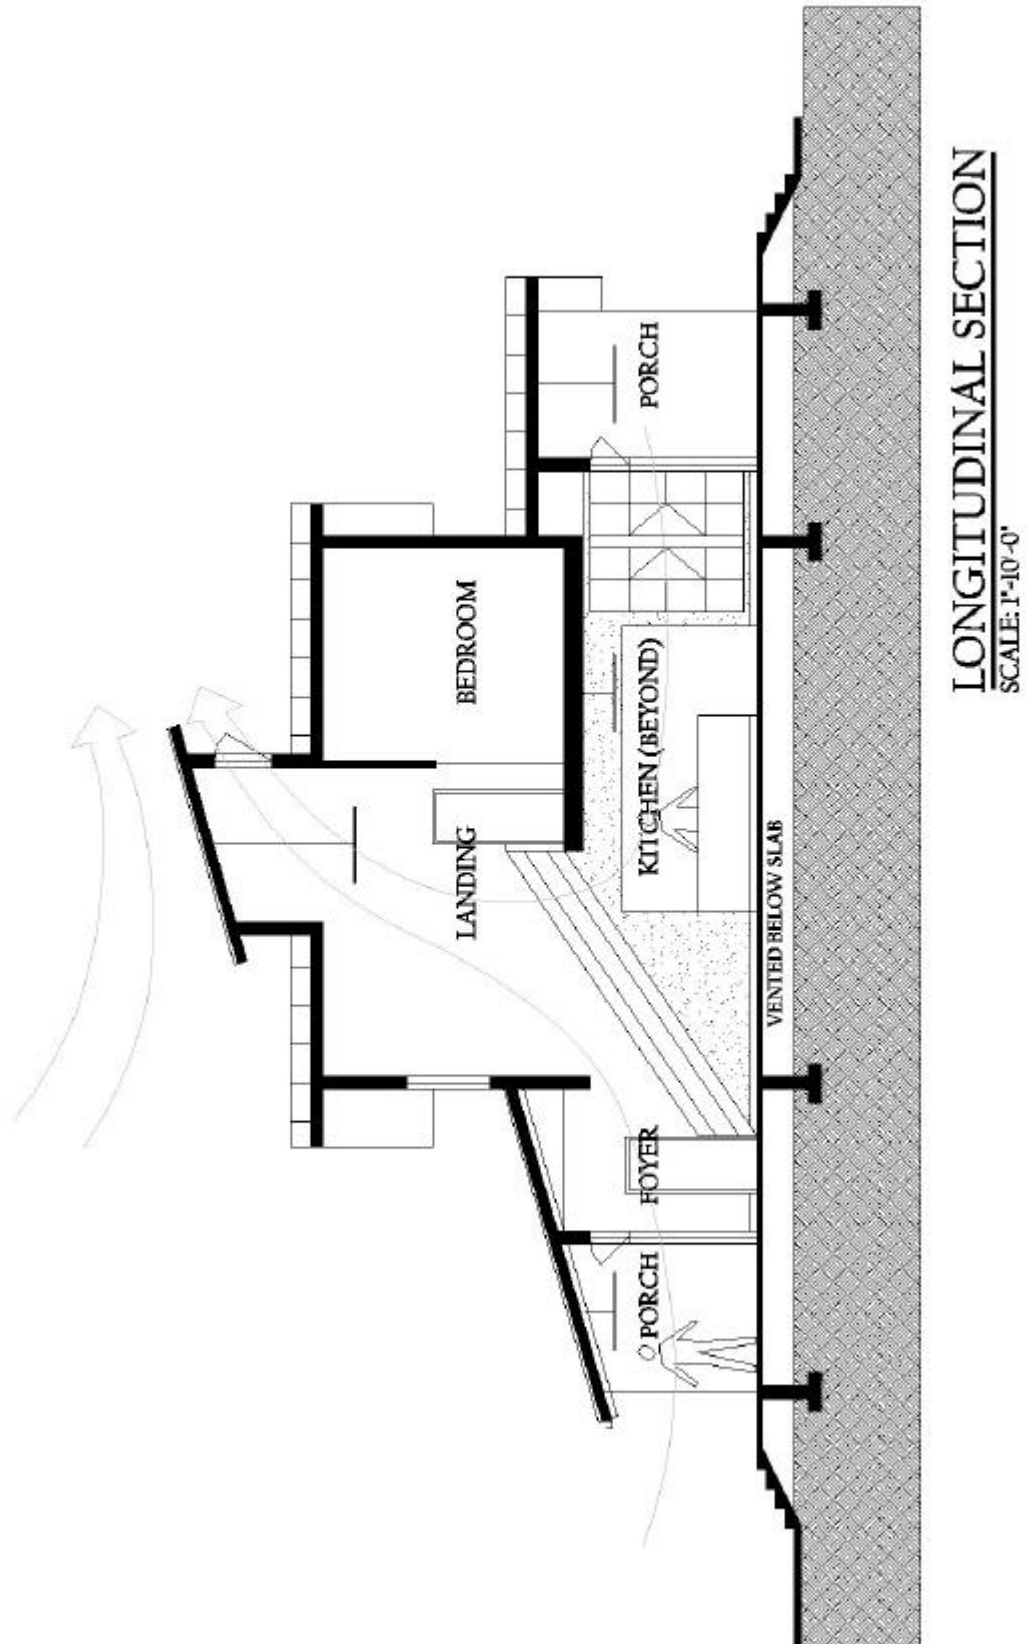 BEDROOM
LANDING
PORCH
KITCHEN (BEYOND)
FOYER
PORCH
VENTED BELOW SLAB
LONGITUDINAL SECTION
SCALE: 1"-10'-0"